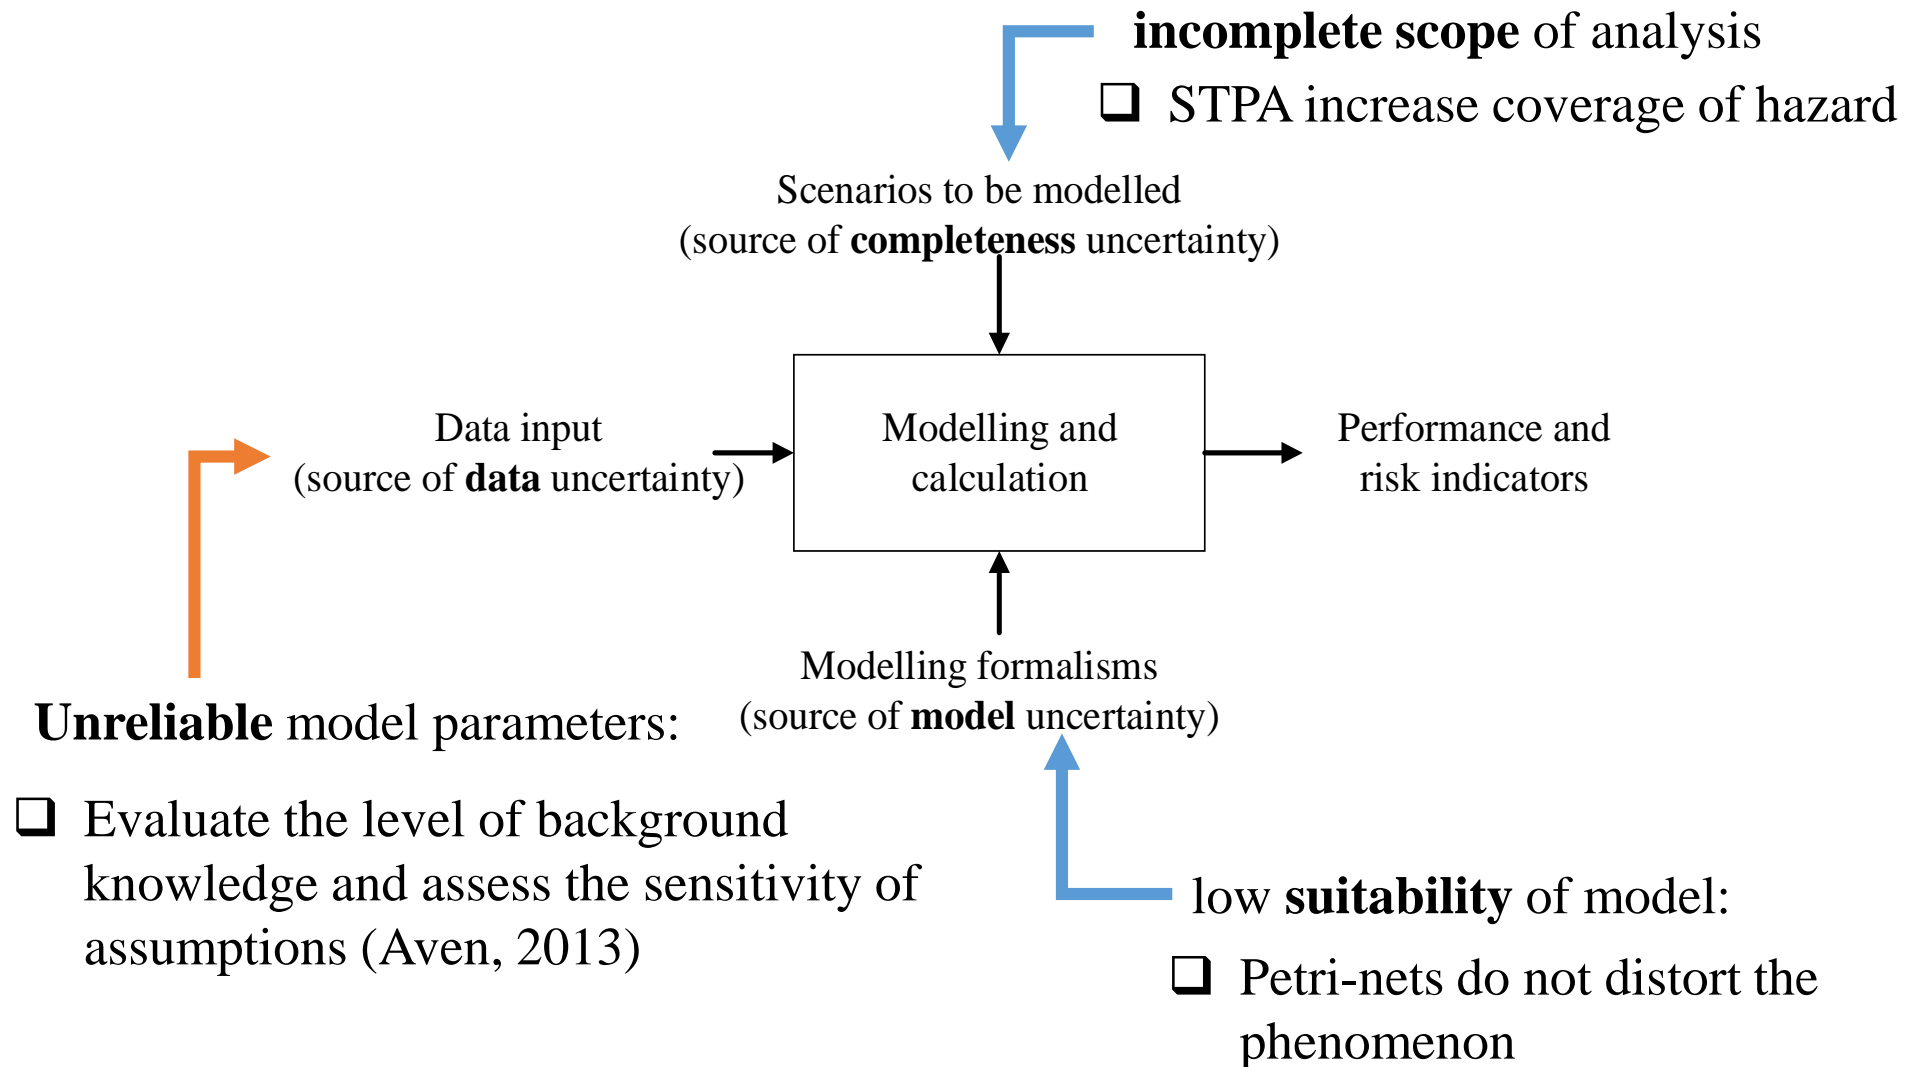 incomplete scope of analysis
❑ STPA increase coverage of hazard
Scenarios to be modelled
(source of completeness uncertainty)
Data input
(source of data uncertainty)
Modelling and
calculation
Performance and
risk indicators
Modelling formalisms
(source of model uncertainty)
Unreliable model parameters:
❑ Evaluate the level of background
knowledge and assess the sensitivity of
assumptions (Aven, 2013)
low suitability of model:
❑ Petri-nets do not distort the
phenomenon